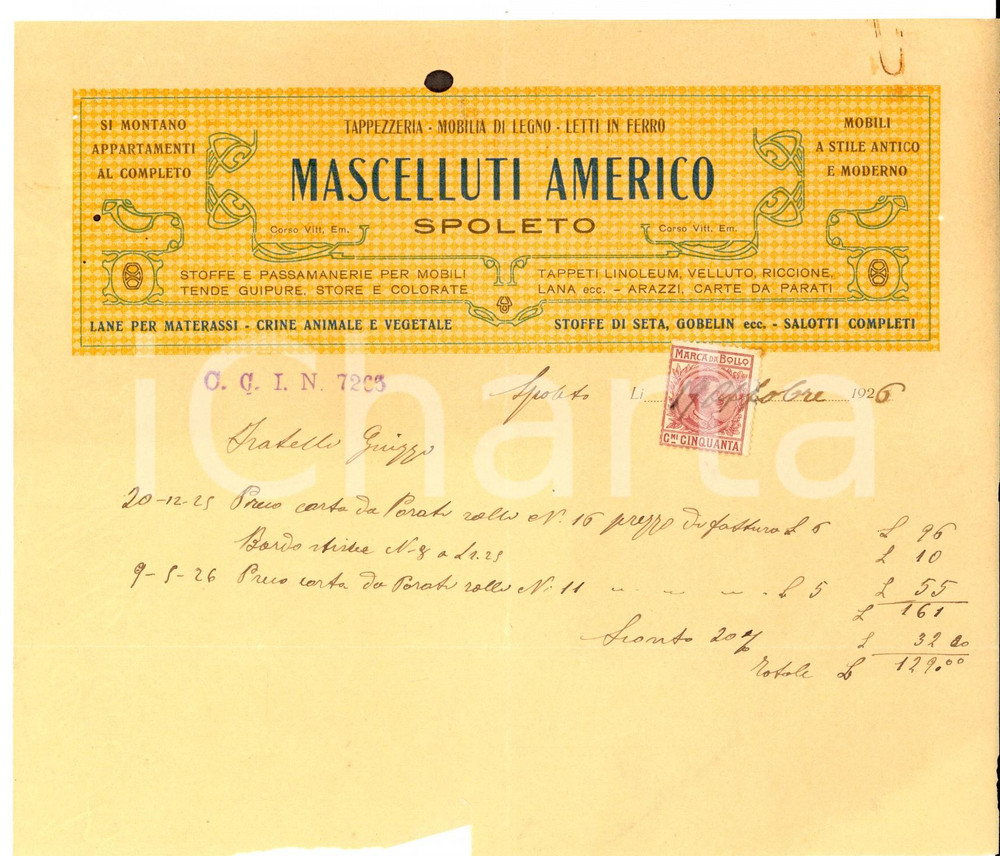 SI MONTANO
APPARTAMENTI
AL COMPLETO
TAPPEZZERIA - MOBILIA DI LEGNO - LETTI IN FERRO
MOBILI
A STILE ANTICO
E MODERNO
MASCELLUTI AMERICO
SPOLETO
Corso Vitt. Em.
Corso Vitt. Em.
STOFFE E PASSAMANERIE PER MOBILI
TENDE GUIPURE, STORE E COLORATE
TAPPETI LINOLEUM, VELLUTO, RICCIONE,
LANA ecc. - ARAZZI, CARTE DA PARATI
LANE PER MATERASSI - CRINE ANIMALE E VEGETALE
STOFFE DI SETA, GOBELIN ecc. - SALOTTI COMPLETI
C. C. I. N. 7263
MARCA DA BOLLO
CMI CINQUANTA
Spoleto Li 19 Ottobre 1926
Fratelli
20-12-25 Preso carta da Parati rolli N. 16 prezzo di fattura £ 6 £ 96
Bordo N. 8 a £ 1.25 £ 10
9-5-26 Preso carta da Parati rolli N. 11 " " " £ 5 £ 55
£ 161
Sconto 20% £ 32 20
Totale £ 129.00
iCharta